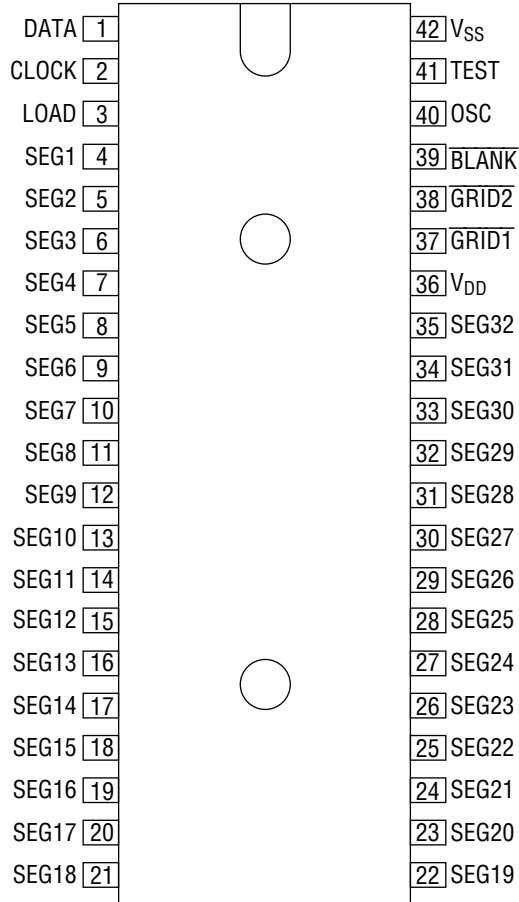 DATA 1 42 VSS
CLOCK 2 41 TEST
LOAD 3 40 OSC
SEG1 4 39 BLANK
SEG2 5 38 GRID2
SEG3 6 37 GRID1
SEG4 7 36 VDD
SEG5 8 35 SEG32
SEG6 9 34 SEG31
SEG7 10 33 SEG30
SEG8 11 32 SEG29
SEG9 12 31 SEG28
SEG10 13 30 SEG27
SEG11 14 29 SEG26
SEG12 15 28 SEG25
SEG13 16 27 SEG24
SEG14 17 26 SEG23
SEG15 18 25 SEG22
SEG16 19 24 SEG21
SEG17 20 23 SEG20
SEG18 21 22 SEG19